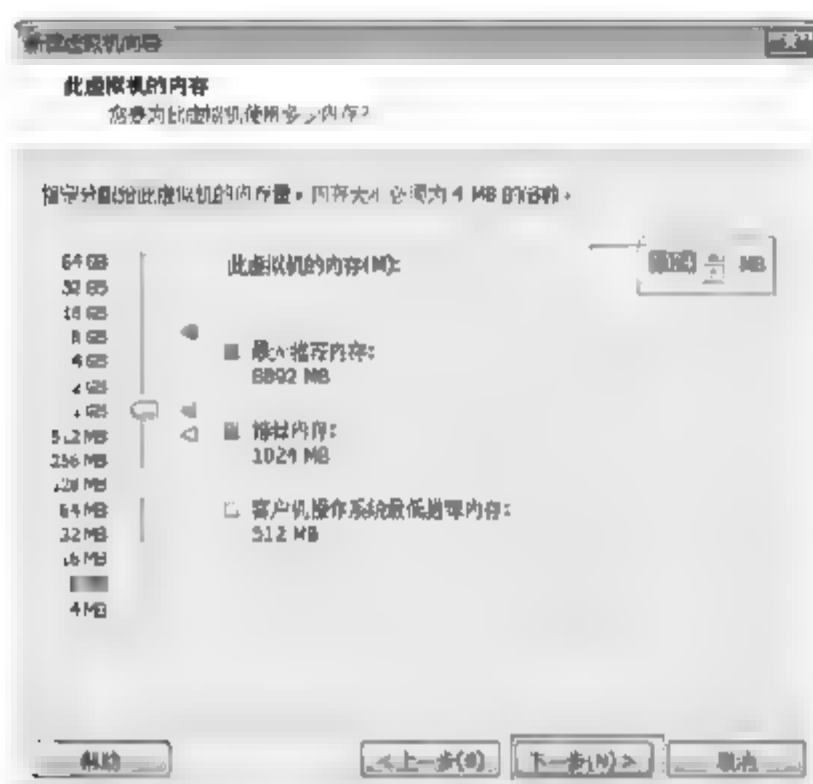 新建虚拟机向导
此虚拟机的内存
您要为此虚拟机使用多少内存?
指定分配给此虚拟机的内存量。内存大小必须为 4 MB 的倍数。
此虚拟机的内存(M):
MB
64 GB
32 GB
16 GB
8 GB
4 GB
2 GB
1 GB
512 MB
256 MB
128 MB
64 MB
32 MB
16 MB
4 MB
最大推荐内存:
MB
推荐内存:
1024 MB
客户机操作系统最低推荐内存:
512 MB
帮助
< 上一步(B)
下一步(N) >
取消